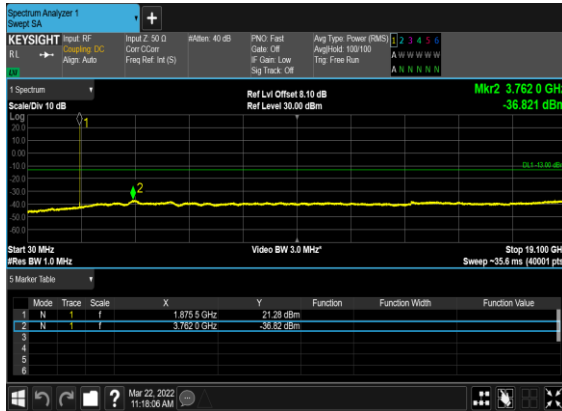 Spectrum Analyzer 1
Swept SA
KEYSIGHT Input: RF Input Z: 50 Ω #Atten: 40 dB PNO: Fast Avg Type: Power (RMS) 1 2 3 4 5 6
RL Coupling: DC Corr CCorr Gate: Off Avg|Hold: 100/100 A W W W W W
Align: Auto Freq Ref: Int (S) IF Gain: Low Trig: Free Run
Sig Track: Off A N N N N N
1 Spectrum
Ref Lvl Offset 8.10 dB Mkr2 3.762 0 GHz
Scale/Div 10 dB Ref Level 30.00 dBm -36.821 dBm
Log
20.0
10.0
0.00
-10.0
-20.0
-30.0
-40.0
-50.0
-60.0
1
2
DL1 -13.00 dB
Start 30 MHz Video BW 3.0 MHz* Stop 19.100 GH
#Res BW 1.0 MHz Sweep ~35.6 ms (40001 pts
5 Marker Table
Mode Trace Scale X Y Function Function Width Function Value
1 N 1 f 1.875 5 GHz 21.28 dBm
2 N 1 f 3.762 0 GHz -36.82 dBm
3
4
5
6
? Mar 22, 2022
11:18:06 AM